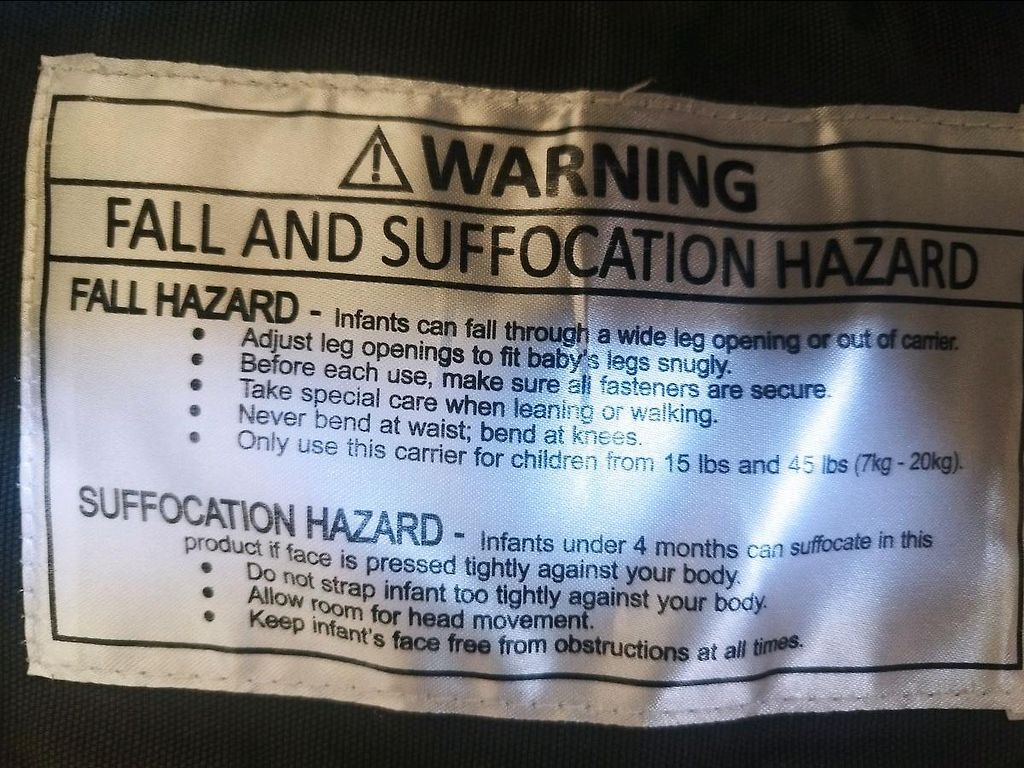 WARNING
FALL AND SUFFOCATION HAZARD
FALL HAZARD - Infants can fall through a wide leg opening or out of carrier.
• Adjust leg openings to fit baby's legs snugly.
• Before each use, make sure all fasteners are secure.
• Take special care when leaning or walking.
• Never bend at waist; bend at knees.
• Only use this carrier for children from 15 lbs and 45 lbs (7kg - 20kg).
SUFFOCATION HAZARD - Infants under 4 months can suffocate in this
product if face is pressed tightly against your body.
• Do not strap infant too tightly against your body.
• Allow room for head movement.
• Keep infant's face free from obstructions at all times.